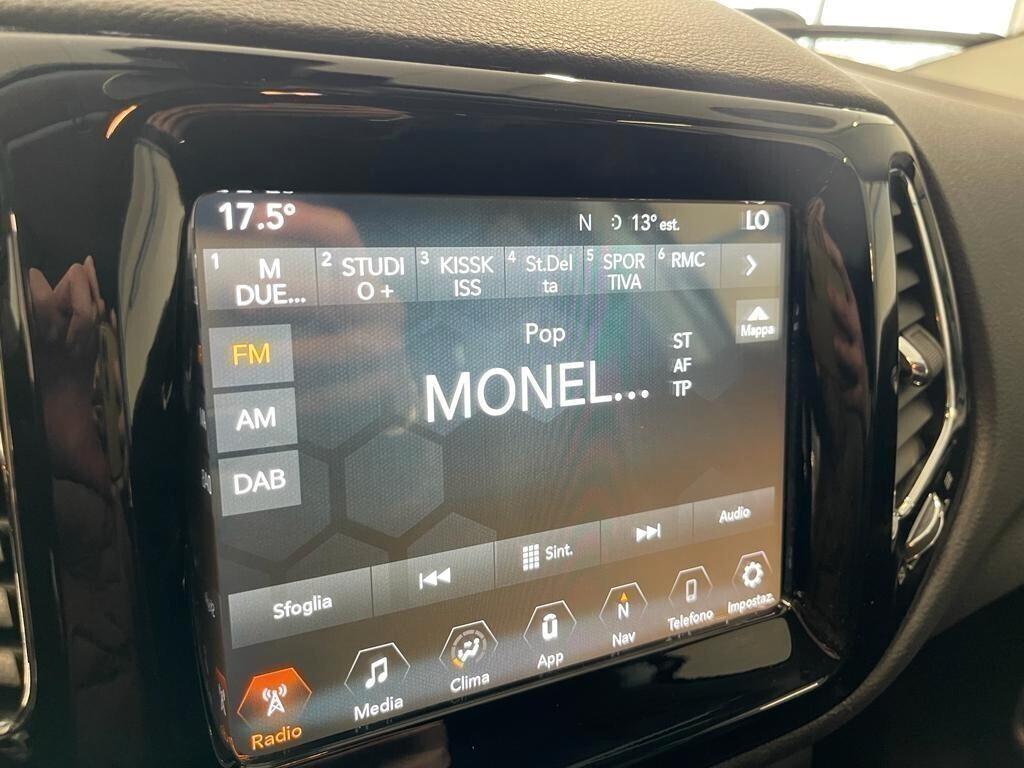 17.5°
N
13° est.
LO
1 M DUE...
2 STUDIO +
3 KISSKISS
4 St.Delta
5 SPORTIVA
6 RMC
Mappa
Pop
MONEL...
ST
AF
TP
FM
AM
DAB
Sfoglia
Sint.
Audio
Radio
Media
Clima
App
N
Nav
Telefono
Impostaz.